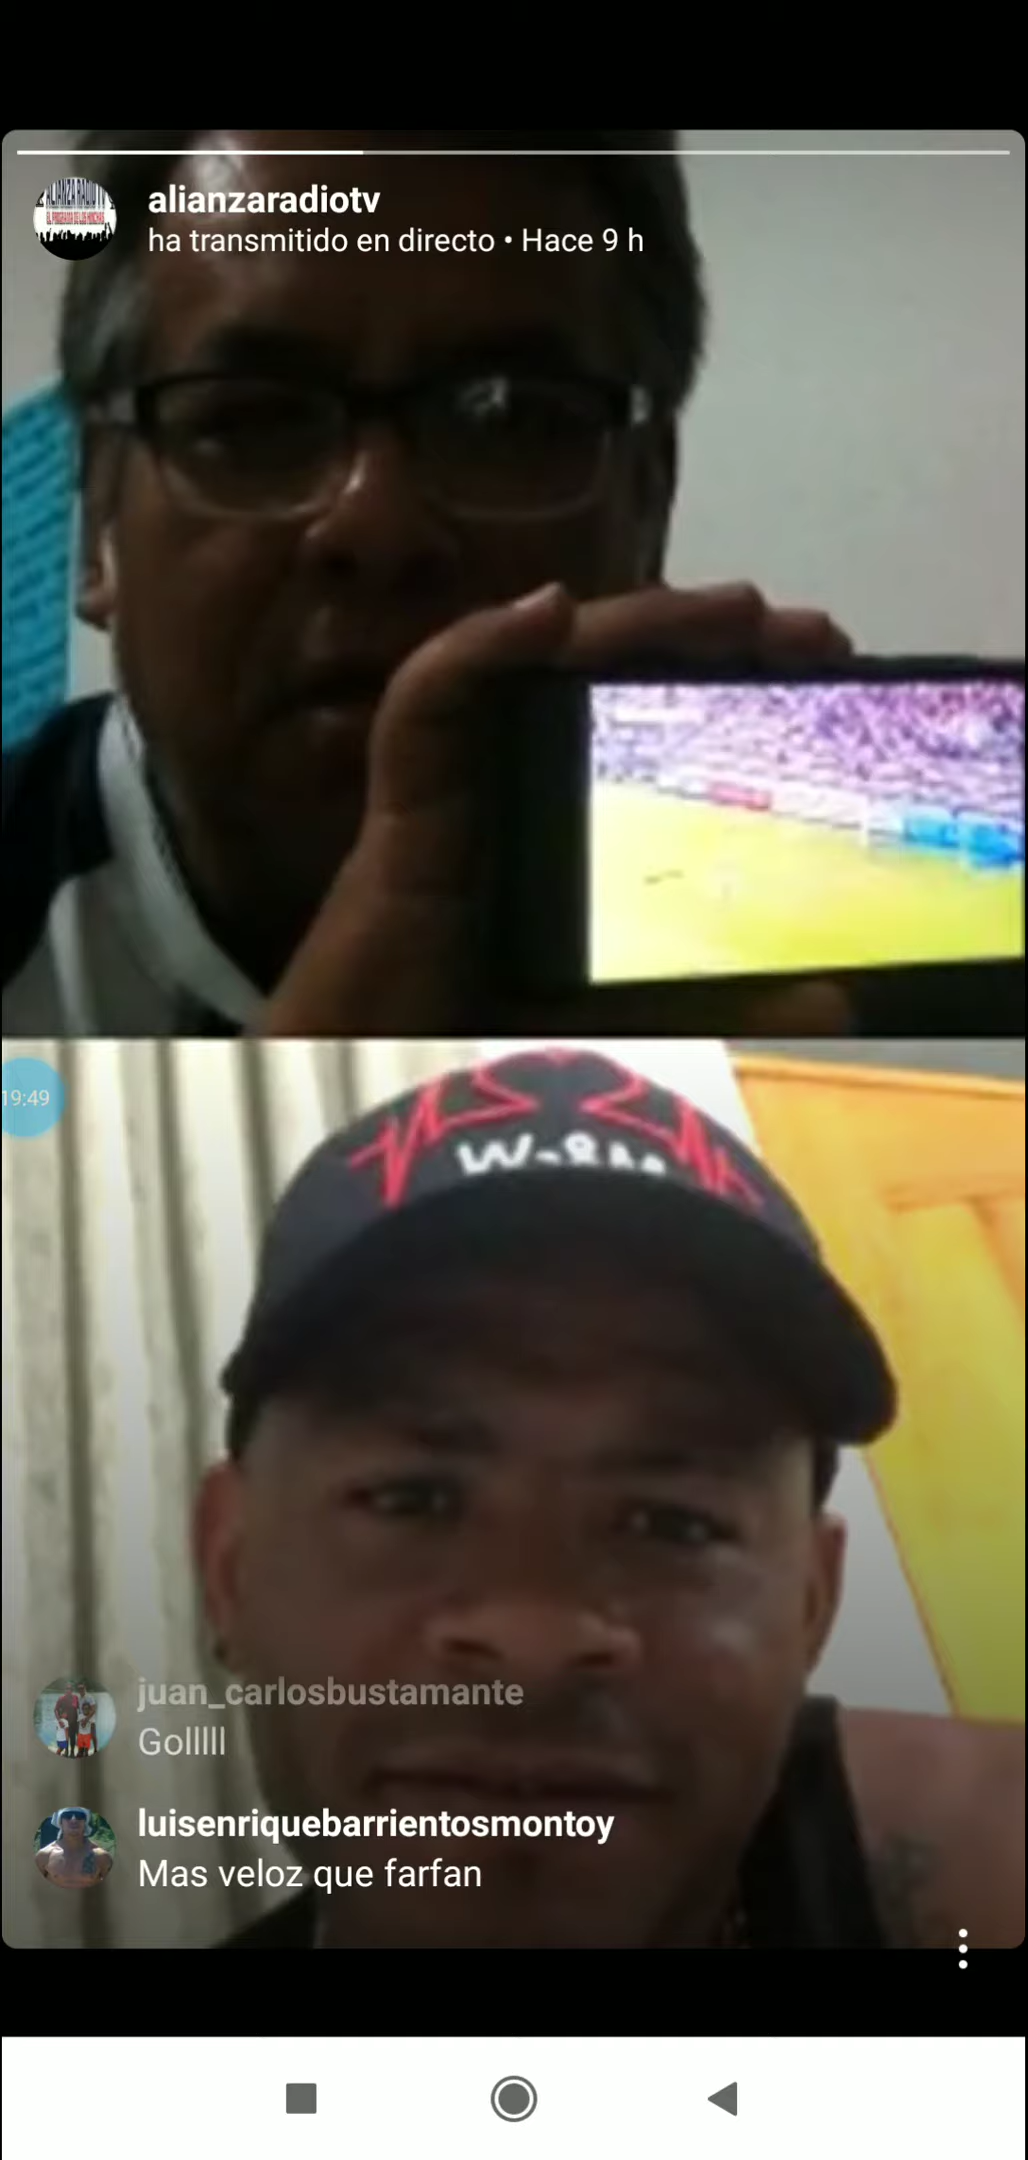 alianzaradiotv
ha transmitido en directo • Hace 9 h
19:49
juan_carlosbustamante
Golllll
luisenriquebarrientosmontoy
Mas veloz que farfan